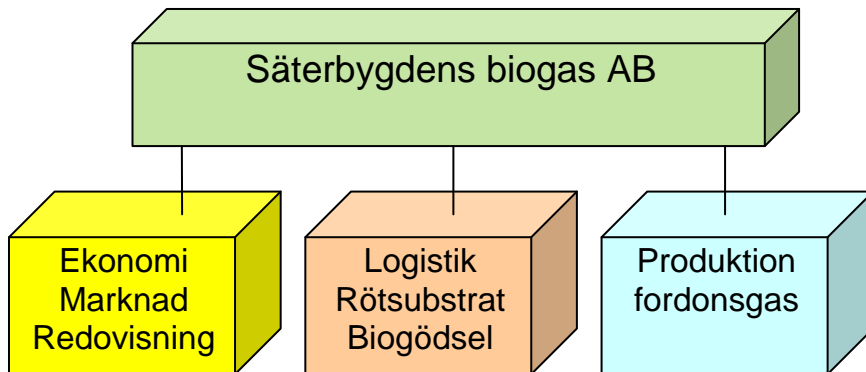 Säterbygdens biogas AB
Ekonomi
Marknad
Redovisning
Logistik
Rötsubstrat
Biogödsel
Produktion
fordonsgas